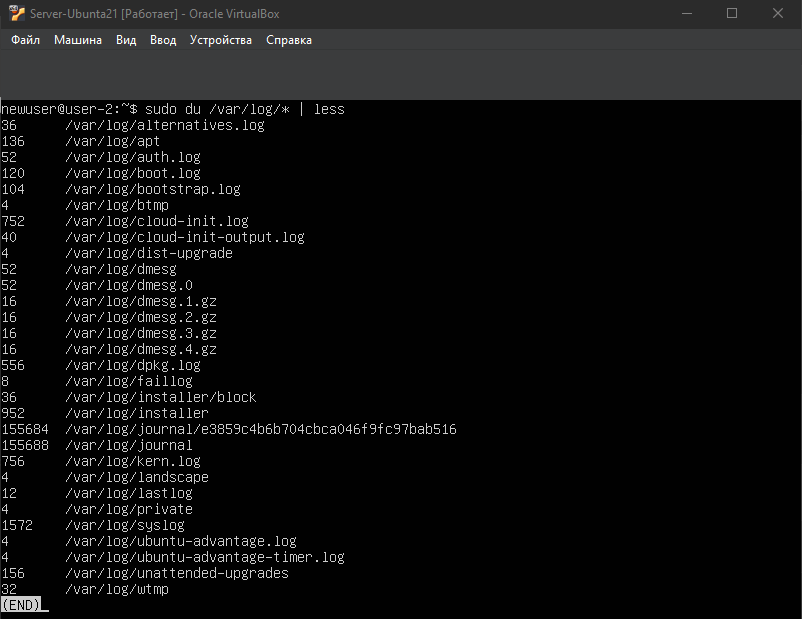 Server-Ubunta21 [Работает] - Oracle VirtualBox
Файл Машина Вид Ввод Устройства Справка
newuser@user-2:~$ sudo du /var/log/* | less
36 /var/log/alternatives.log
136 /var/log/apt
52 /var/log/auth.log
120 /var/log/boot.log
104 /var/log/bootstrap.log
4 /var/log/btmp
752 /var/log/cloud-init.log
40 /var/log/cloud-init-output.log
4 /var/log/dist-upgrade
52 /var/log/dmesg
52 /var/log/dmesg.0
16 /var/log/dmesg.1.gz
16 /var/log/dmesg.2.gz
16 /var/log/dmesg.3.gz
16 /var/log/dmesg.4.gz
556 /var/log/dpkg.log
8 /var/log/faillog
36 /var/log/installer/block
952 /var/log/installer
155684 /var/log/journal/e3859c4b6b704cbca046f9fc97bab516
155688 /var/log/journal
756 /var/log/kern.log
4 /var/log/landscape
12 /var/log/lastlog
4 /var/log/private
1572 /var/log/syslog
4 /var/log/ubuntu-advantage.log
4 /var/log/ubuntu-advantage-timer.log
156 /var/log/unattended-upgrades
32 /var/log/wtmp
(END)